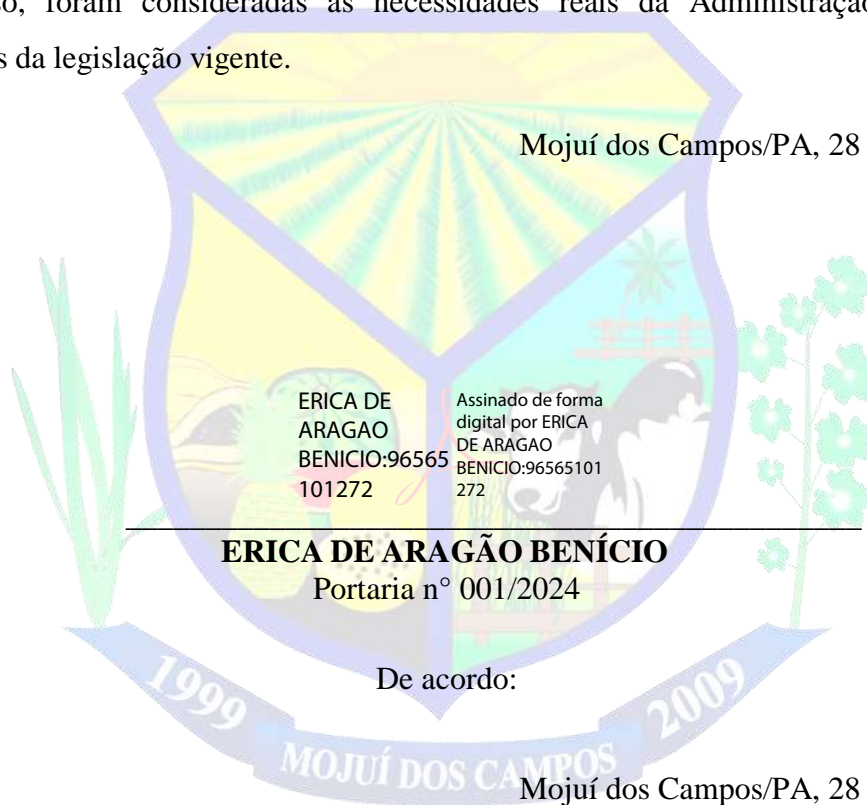 so, foram consideradas as necessidades reais da Administração
s da legislação vigente.
Mojuí dos Campos/PA, 28
ERICA DE
ARAGAO
BENICIO:96565
101272
Assinado de forma
digital por ERICA
DE ARAGAO
BENICIO:96565101
272
ERICA DE ARAGÃO BENÍCIO
Portaria n° 001/2024
De acordo:
1999
MOJUÍ DOS CAMPOS
2009
Mojuí dos Campos/PA, 28